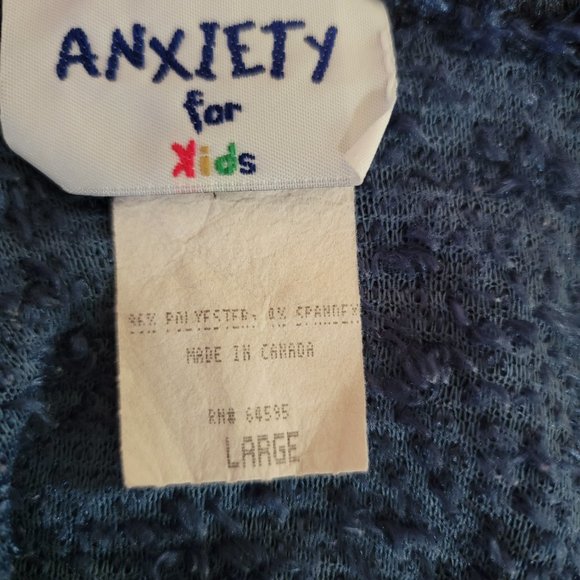 ANXIETY
for
Kids
96% POLYESTER; 4% SPANDEX
MADE IN CANADA
RN# 64595
LARGE